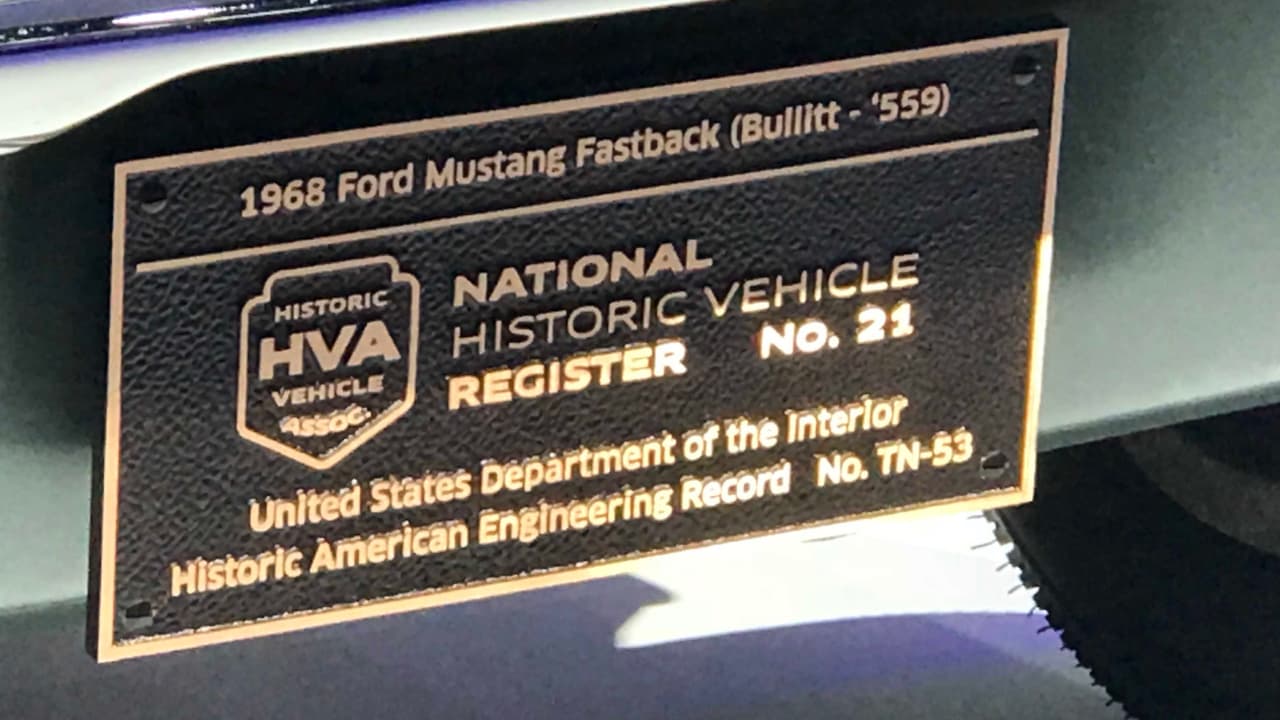 1968 Ford Mustang Fastback (Bullitt - ‘559)
HISTORIC
HVA
VEHICLE
ASSOC.
NATIONAL
HISTORIC VEHICLE
REGISTER No. 21
United States Department of the Interior
Historic American Engineering Record No. TN-53